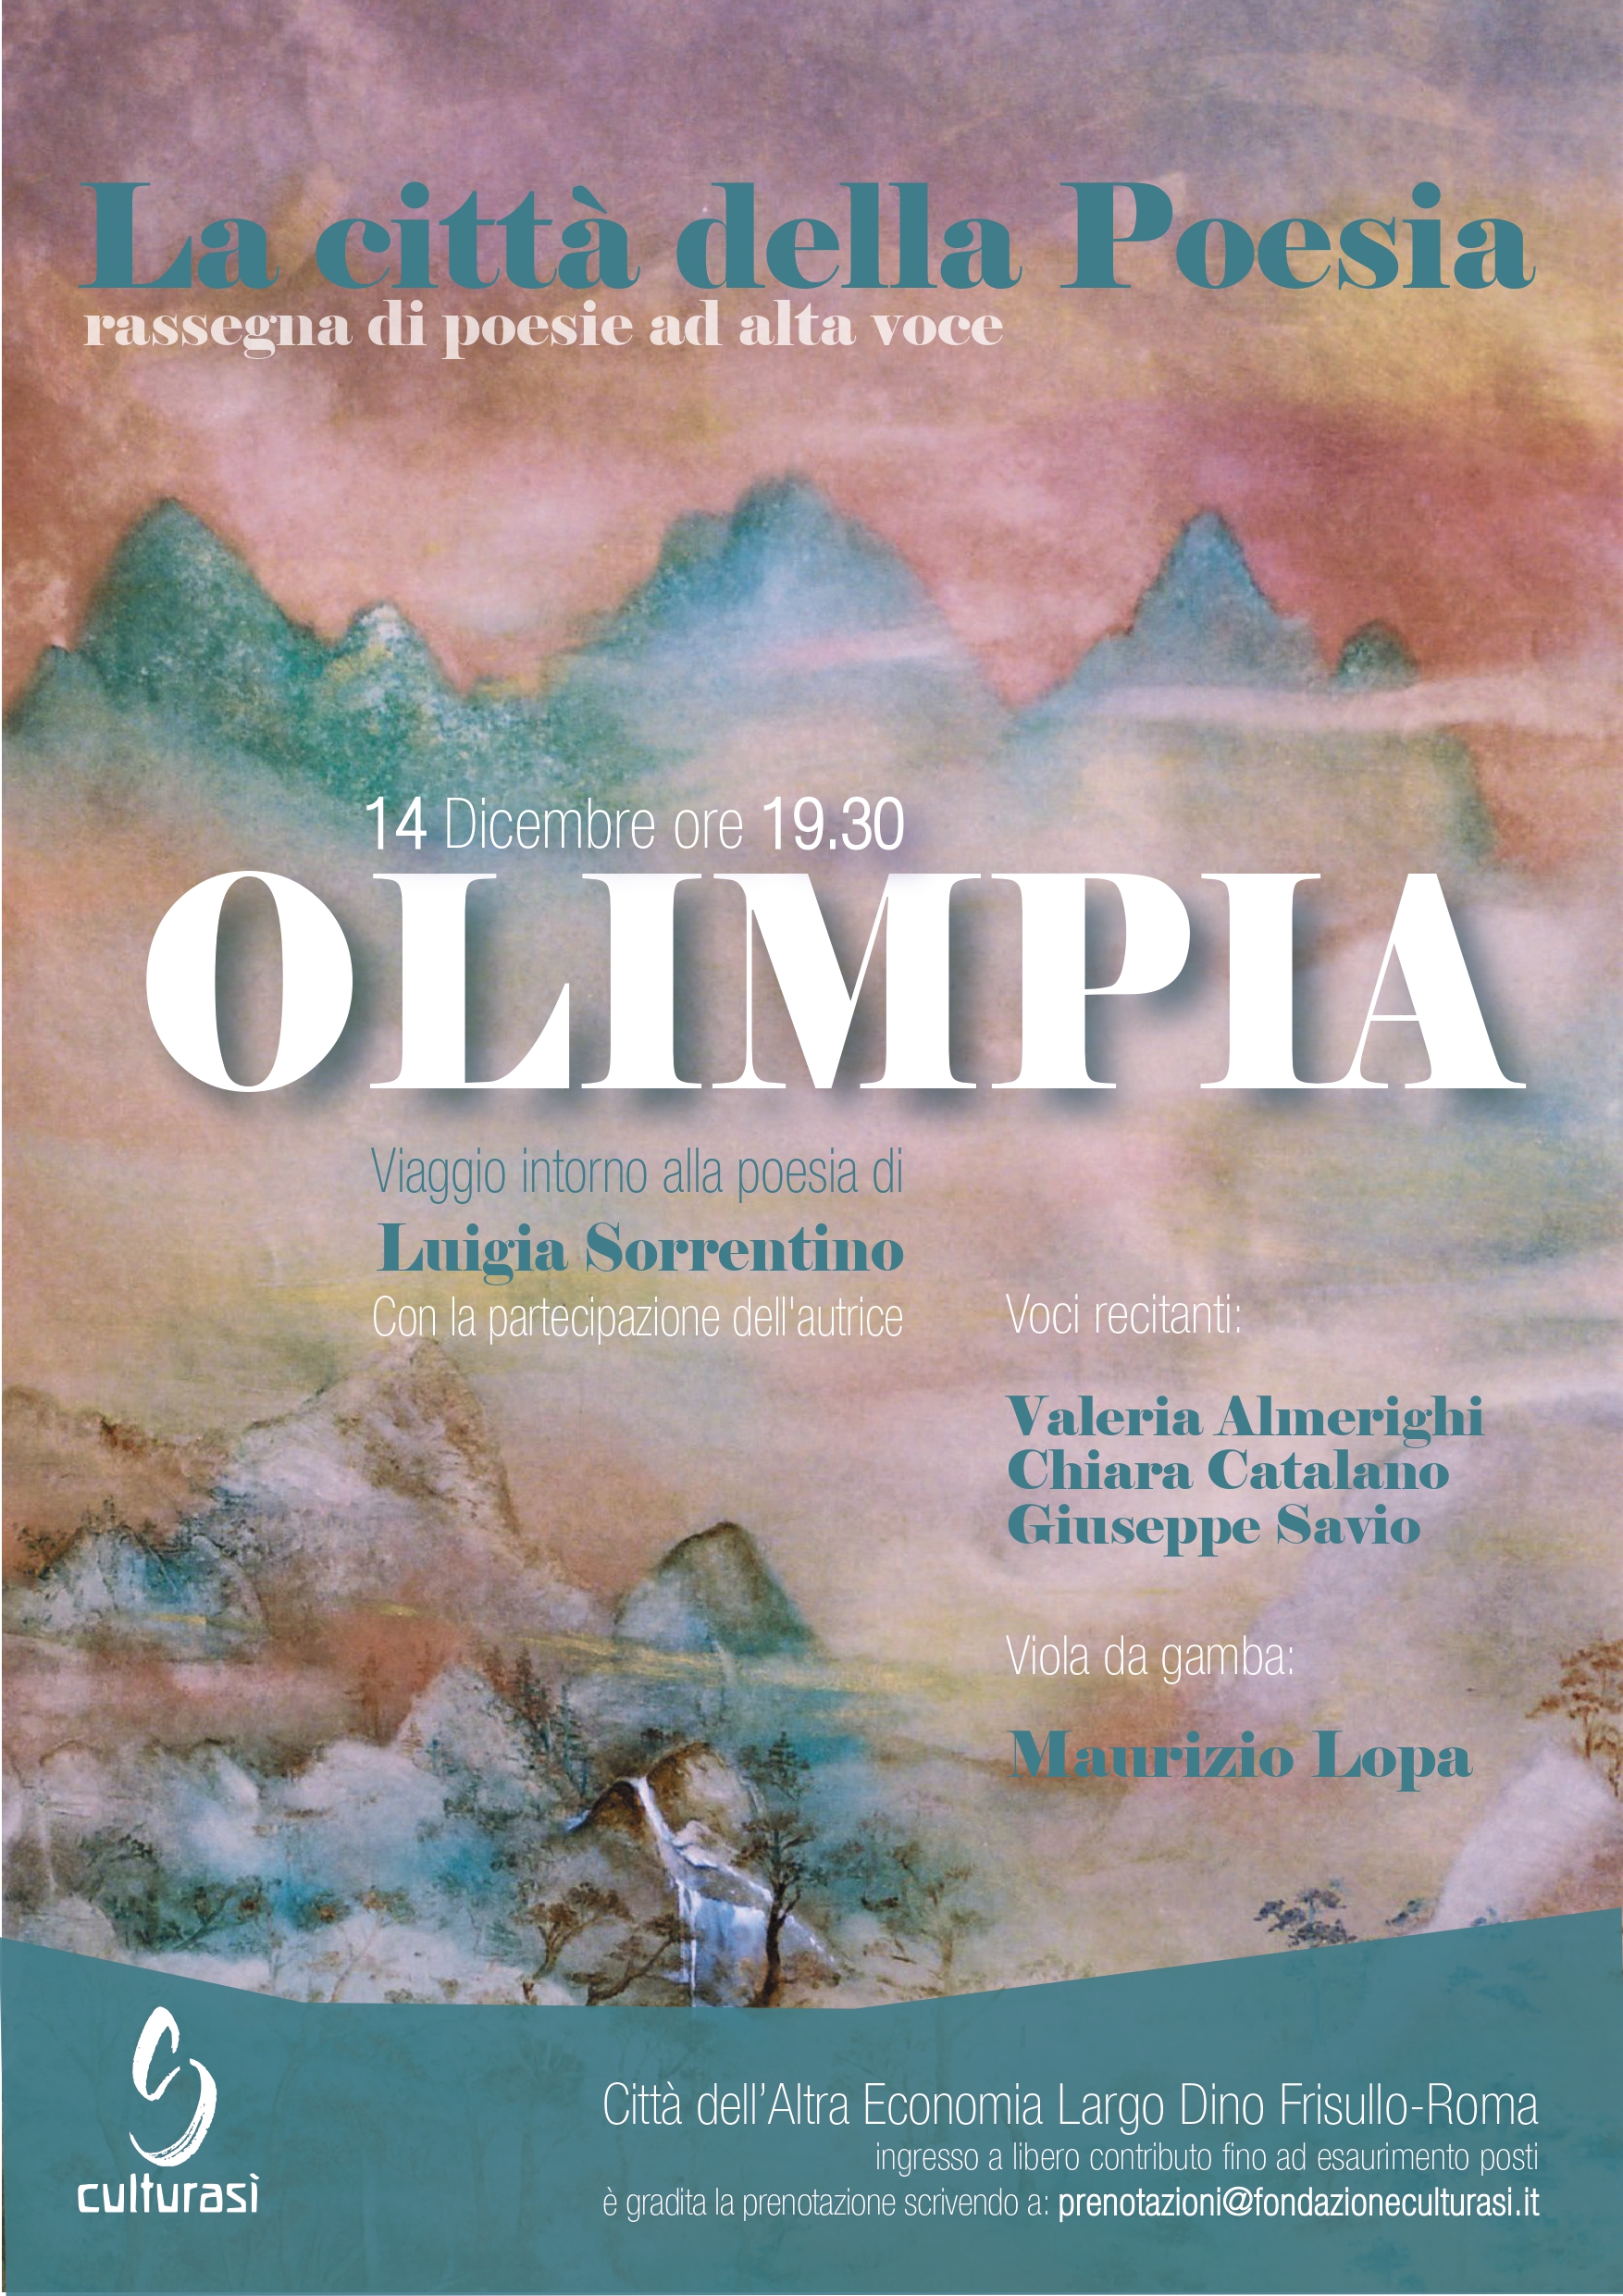 La città della Poesia
rassegna di poesie ad alta voce
14 Dicembre ore 19.30
OLIMPIA
Viaggio intorno alla poesia di
Luigia Sorrentino
Con la partecipazione dell'autrice
Voci recitanti:
Valeria Almerighi
Chiara Catalano
Giuseppe Savio
Viola da gamba:
Maurizio Lopa
culturasì
Città dell’Altra Economia Largo Dino Frisullo-Roma
ingresso a libero contributo fino ad esaurimento posti
è gradita la prenotazione scrivendo a: prenotazioni@fondazioneculturasi.it